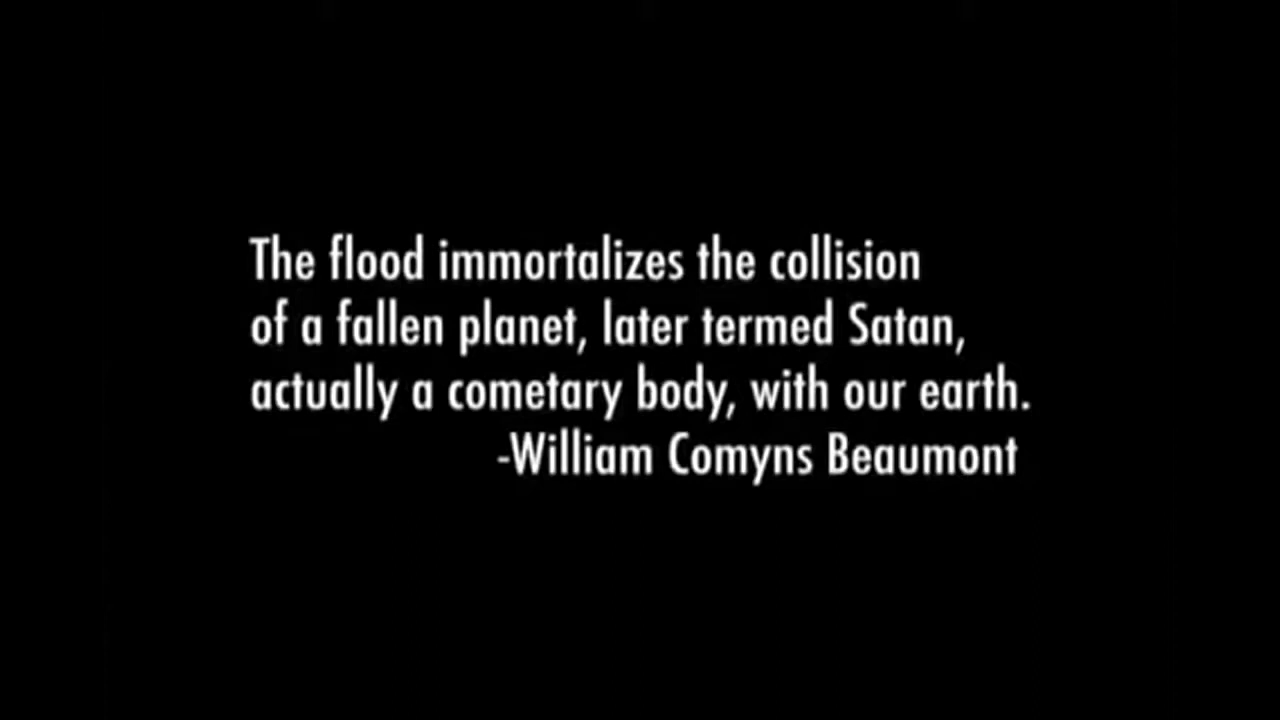 The flood immortalizes the collision
of a fallen planet, later termed Satan,
actually a cometary body, with our earth.
-William Comyns Beaumont